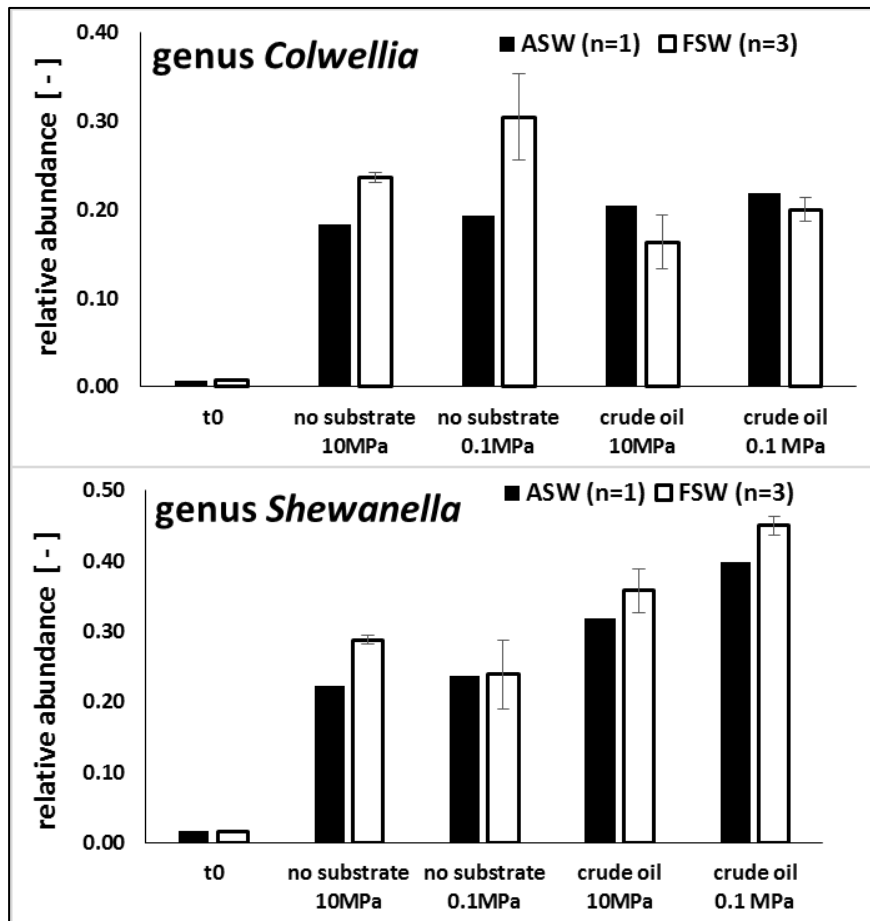 genus Colwellia
ASW (n=1) FSW (n=3)
relative abundance [ - ]
0.40
0.30
0.20
0.10
0.00
t0
no substrate 10MPa
no substrate 0.1MPa
crude oil 10MPa
crude oil 0.1 MPa
genus Shewanella
ASW (n=1) FSW (n=3)
relative abundance [ - ]
0.50
0.40
0.30
0.20
0.10
0.00
t0
no substrate 10MPa
no substrate 0.1MPa
crude oil 10MPa
crude oil 0.1 MPa